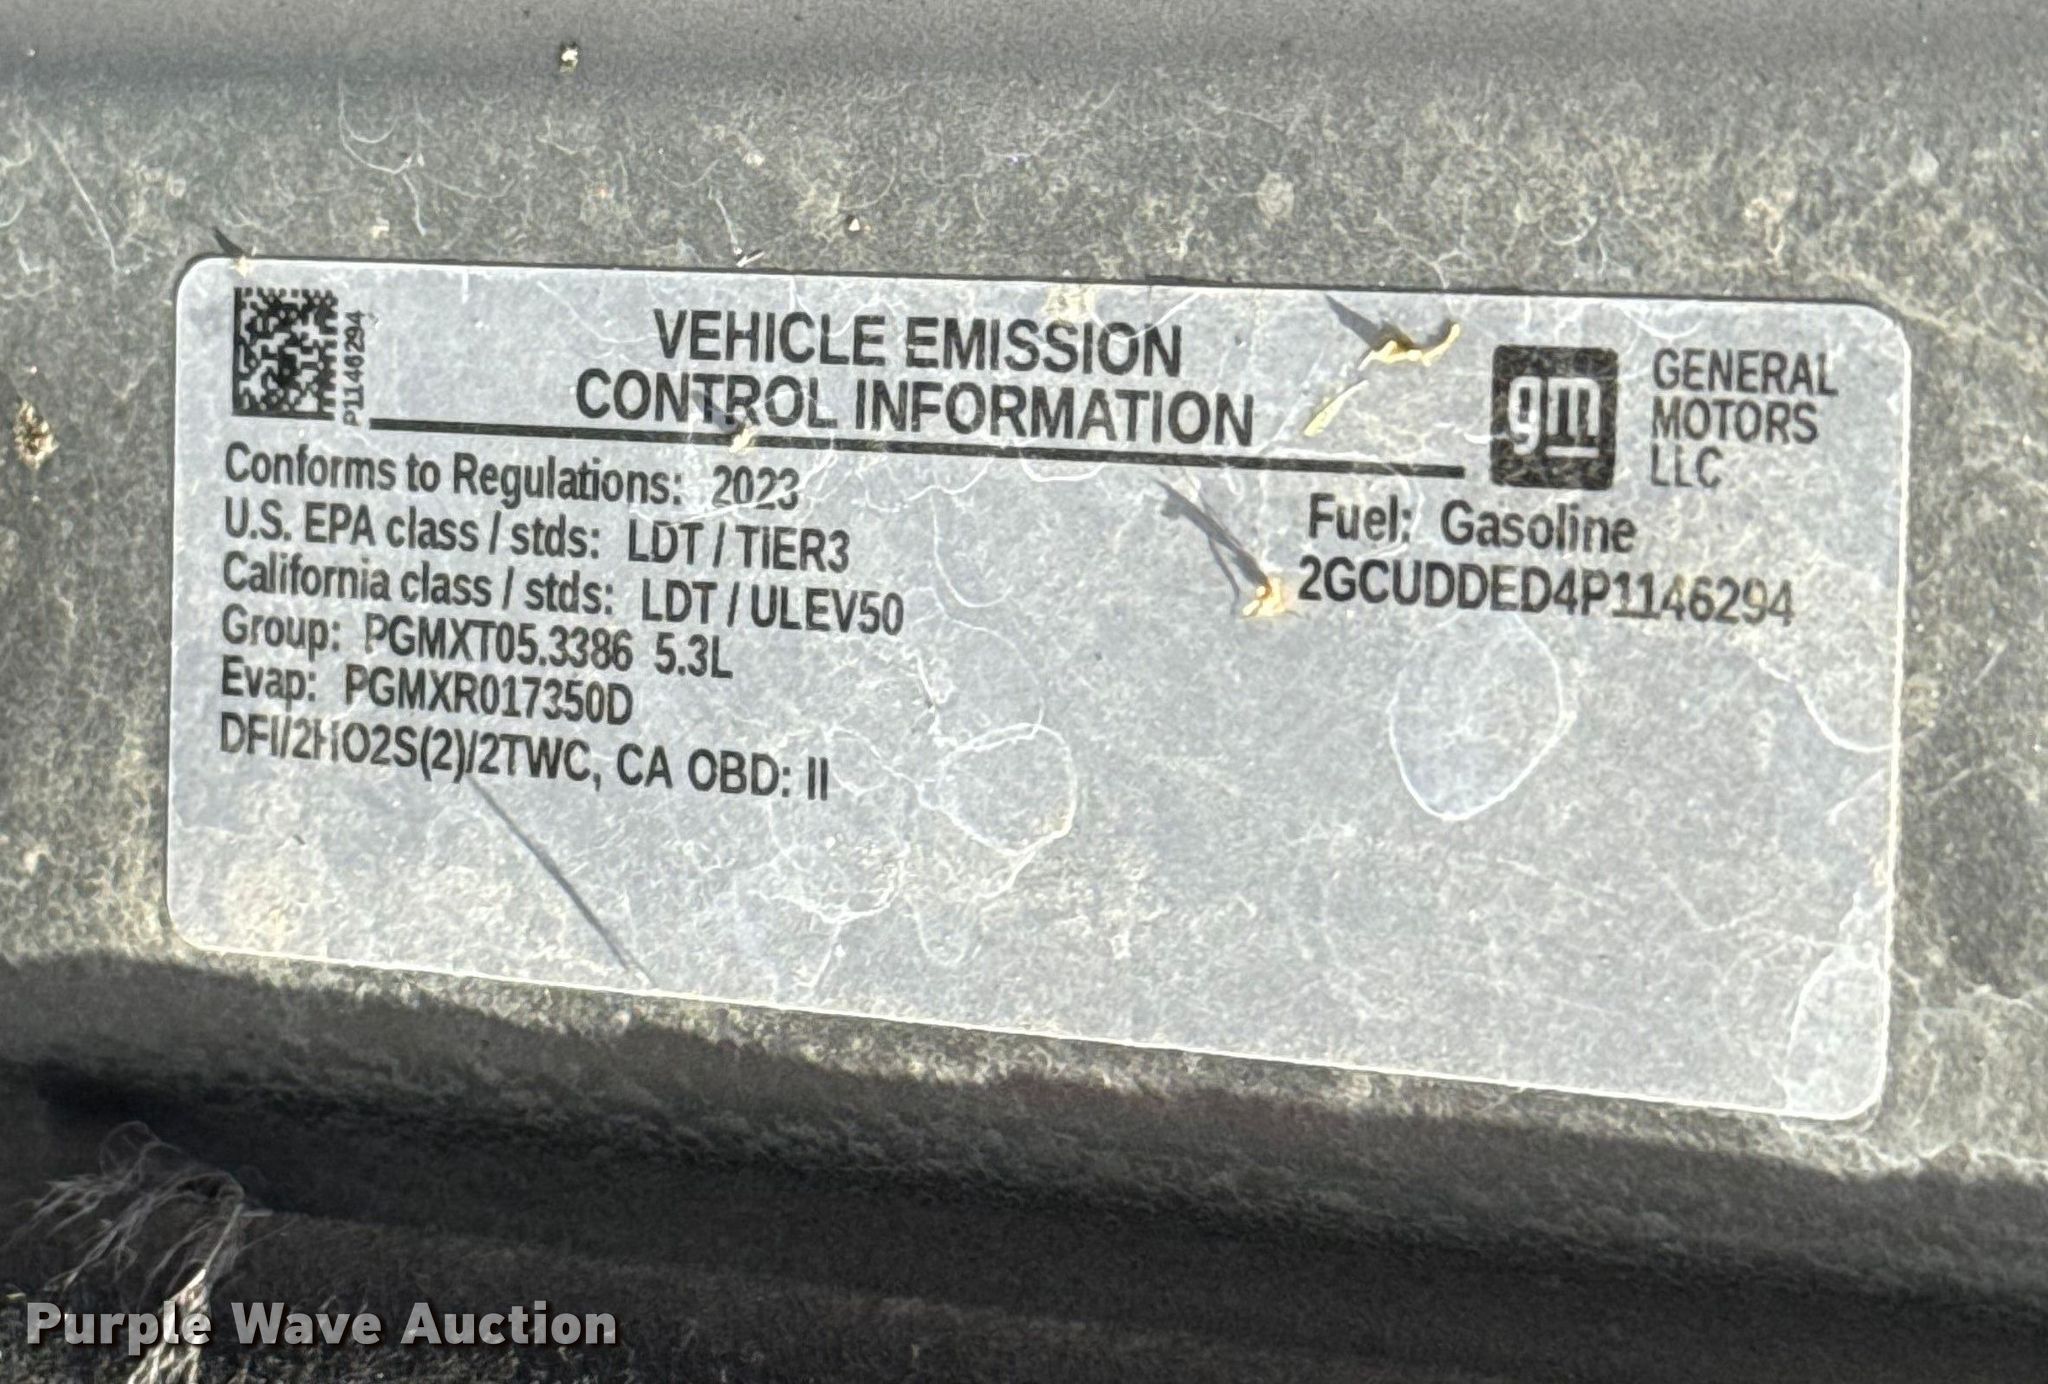 P1146294
VEHICLE EMISSION
CONTROL INFORMATION
gm
GENERAL
MOTORS
LLC
Conforms to Regulations: 2023
U.S. EPA class / stds: LDT / TIER3
California class / stds: LDT / ULEV50
Group: PGMXT05.3386 5.3L
Evap: PGMXR017350D
DFI/2HO2S(2)/2TWC, CA OBD: II
Fuel: Gasoline
2GCUDDED4P1146294
Purple Wave Auction